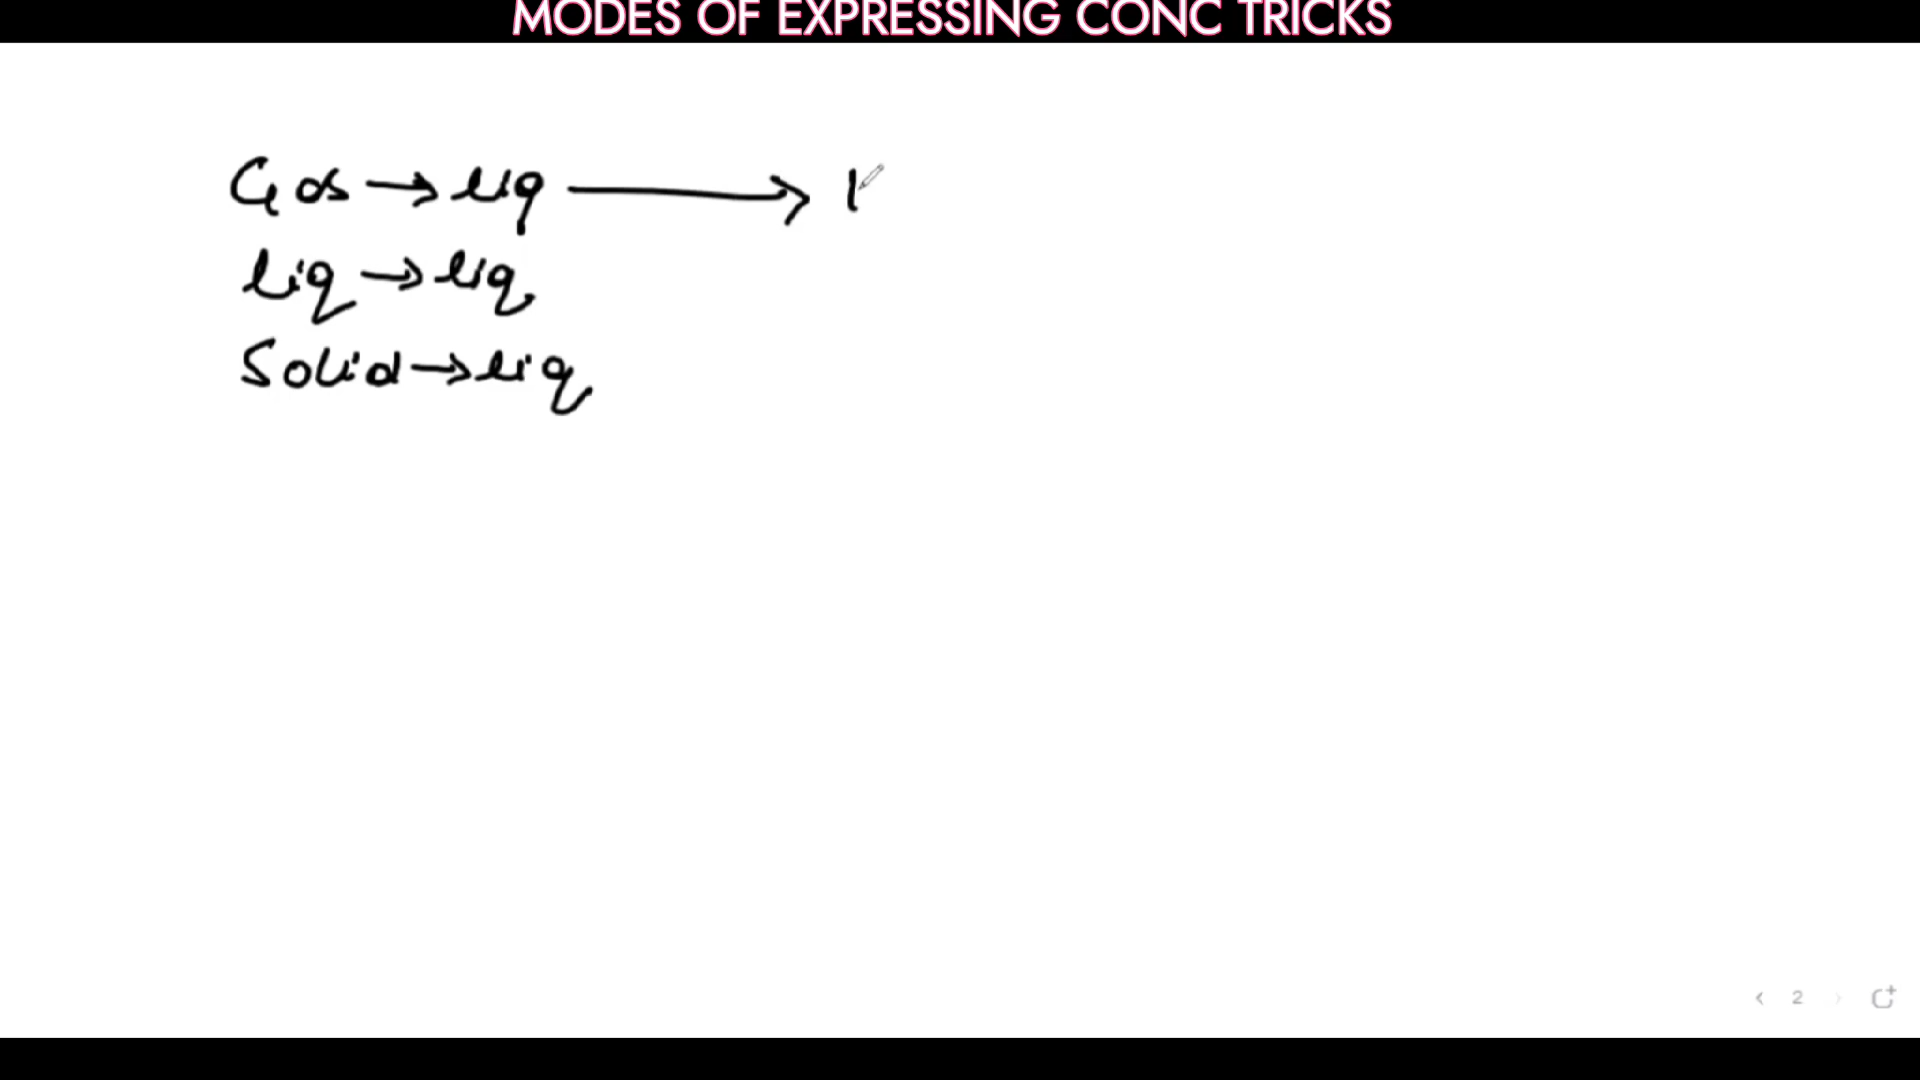 MODES OF EXPRESSING CONC TRICKS
Gas → liq →
liq → liq
Solid → liq
2